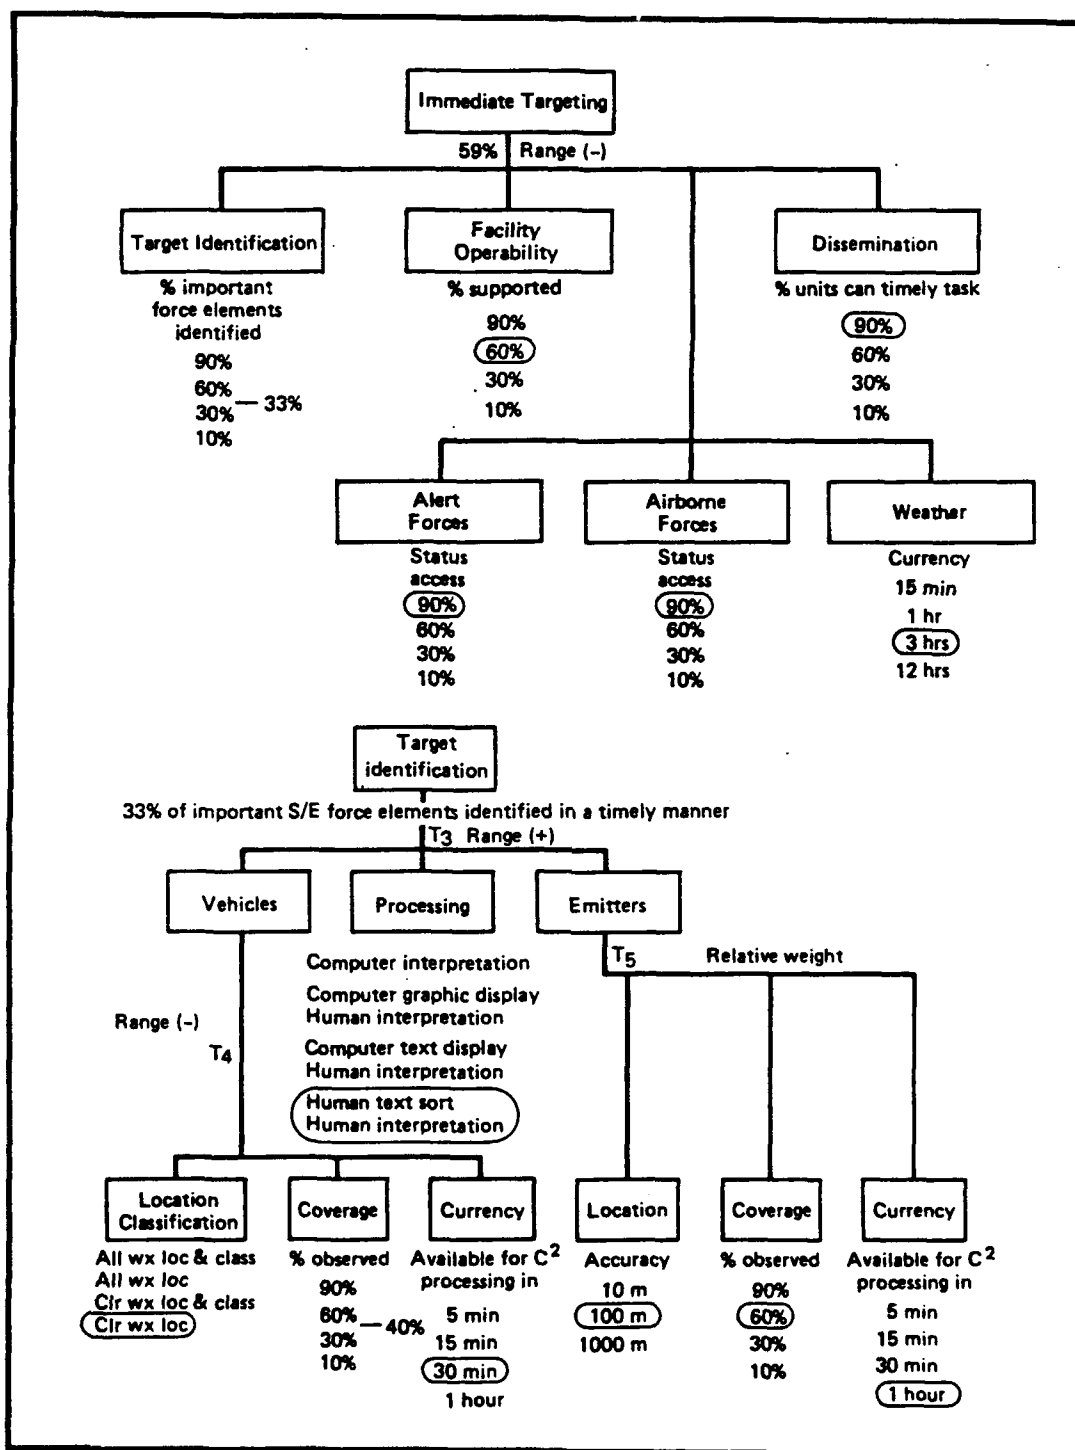 Immediate Targeting
59% Range (-)
Target Identification
% important
force elements
identified
90%
60%
30%
10%
33%
Facility
Operability
% supported
90%
60%
30%
10%
Dissemination
% units can timely task
90%
60%
30%
10%
Alert
Forces
Status
access
90%
60%
30%
10%
Airborne
Forces
Status
access
90%
60%
30%
10%
Weather
Currency
15 min
1 hr
3 hrs
12 hrs
Target
identification
33% of important S/E force elements identified in a timely manner
T3 Range (+)
Vehicles
Processing
Emitters
Computer interpretation
Computer graphic display
Human interpretation
Computer text display
Human interpretation
Human text sort
Human interpretation
Range (-)
T4
T5
Relative weight
Location
Classification
All wx loc & class
All wx loc
Clr wx loc & class
Clr wx loc
Coverage
% observed
90%
60%
30%
10%
40%
Currency
Available for C2
processing in
5 min
15 min
30 min
1 hour
Location
Accuracy
10 m
100 m
1000 m
Coverage
% observed
90%
60%
30%
10%
Currency
Available for C2
processing in
5 min
15 min
30 min
1 hour